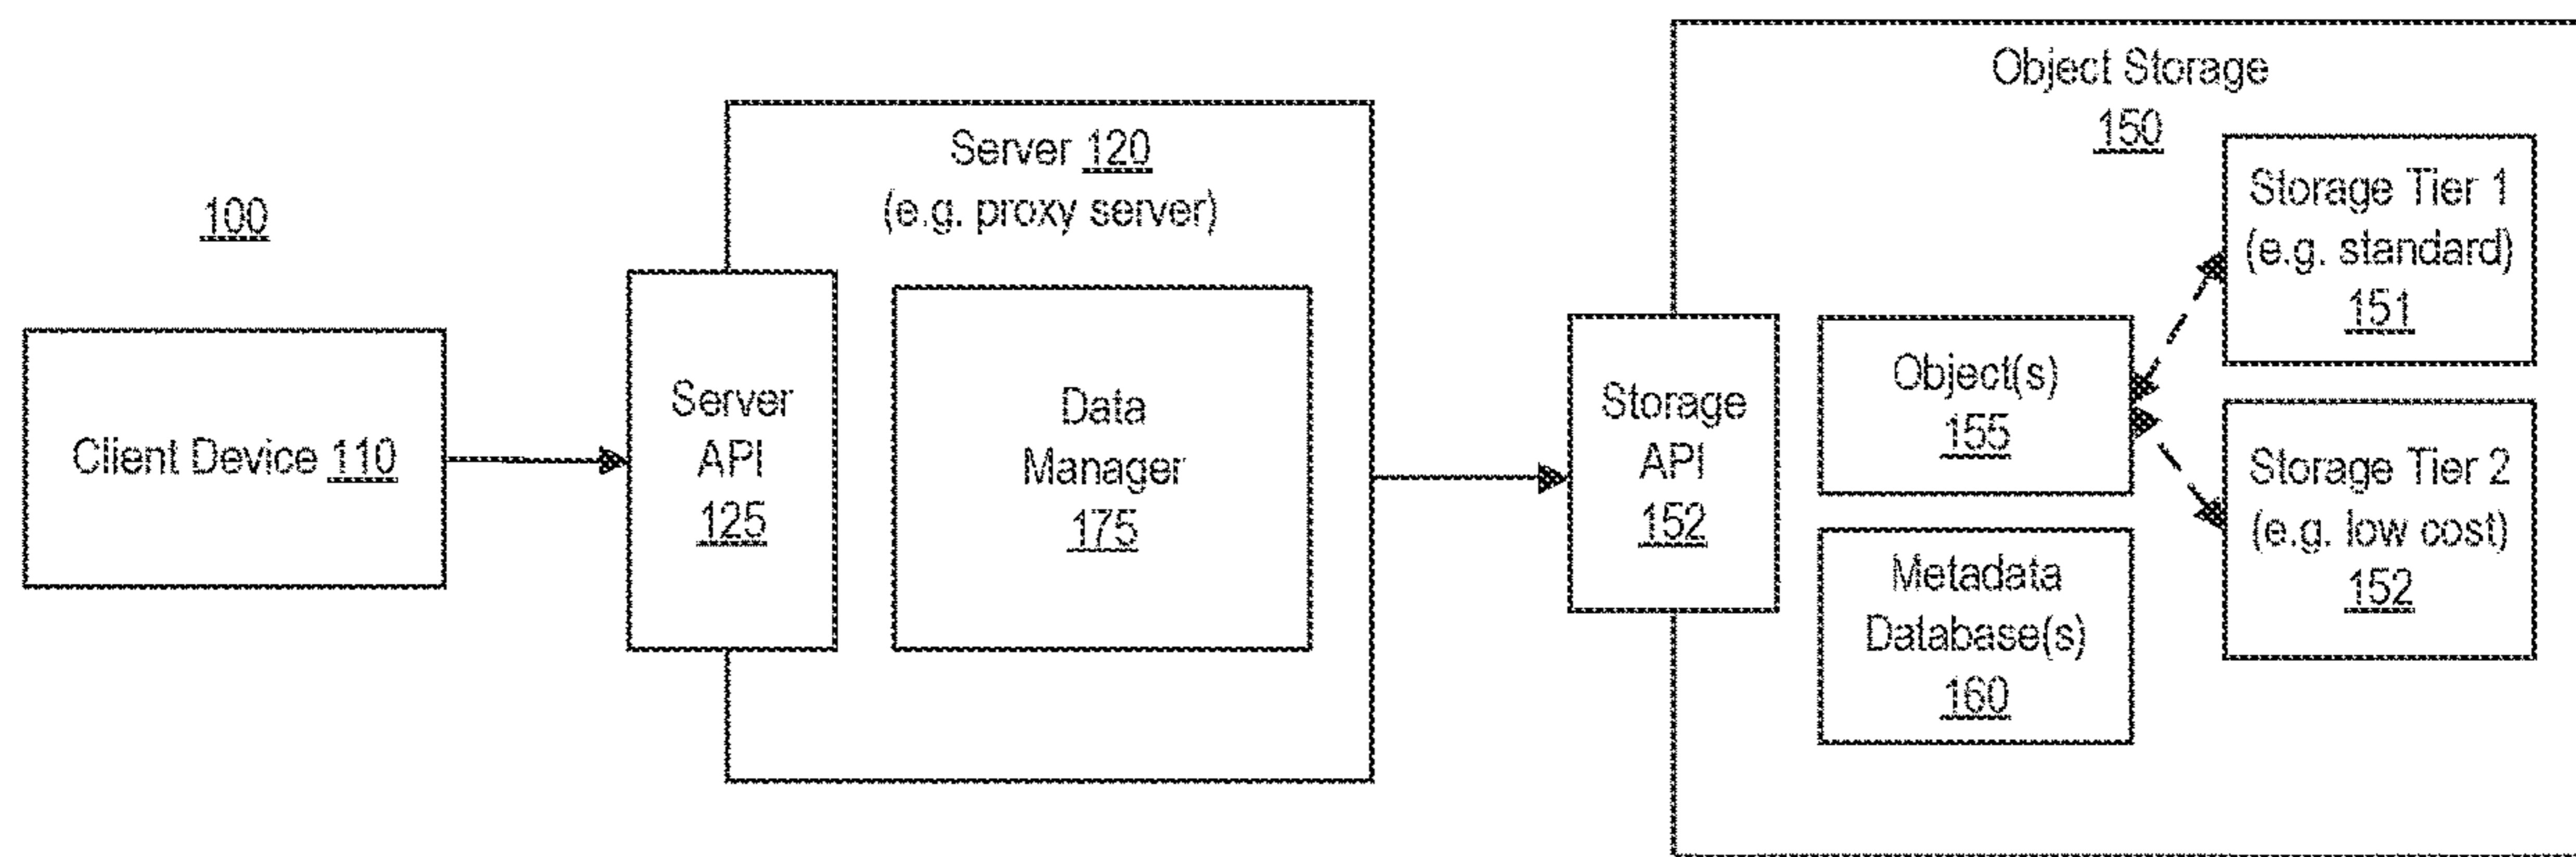 100
Client Device 110
Server 120
(e.g. proxy server)
Server
API
125
Data
Manager
175
Object Storage
150
Storage
API
152
Object(s)
155
Metadata
Database(s)
160
Storage Tier 1
(e.g. standard)
151
Storage Tier 2
(e.g. low cost)
152